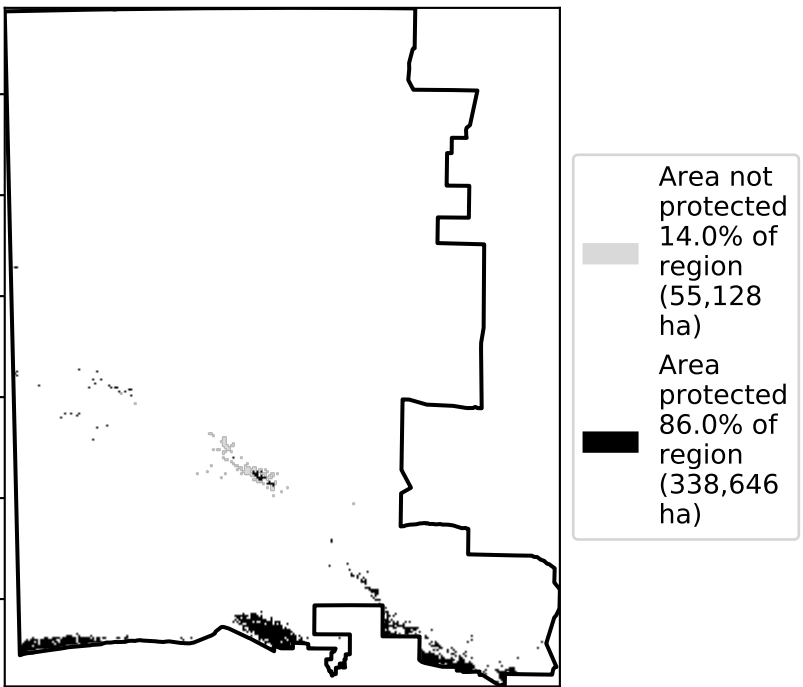 Area not
protected
14.0% of
region
(55,128
ha)
Area
protected
86.0% of
region
(338,646
ha)